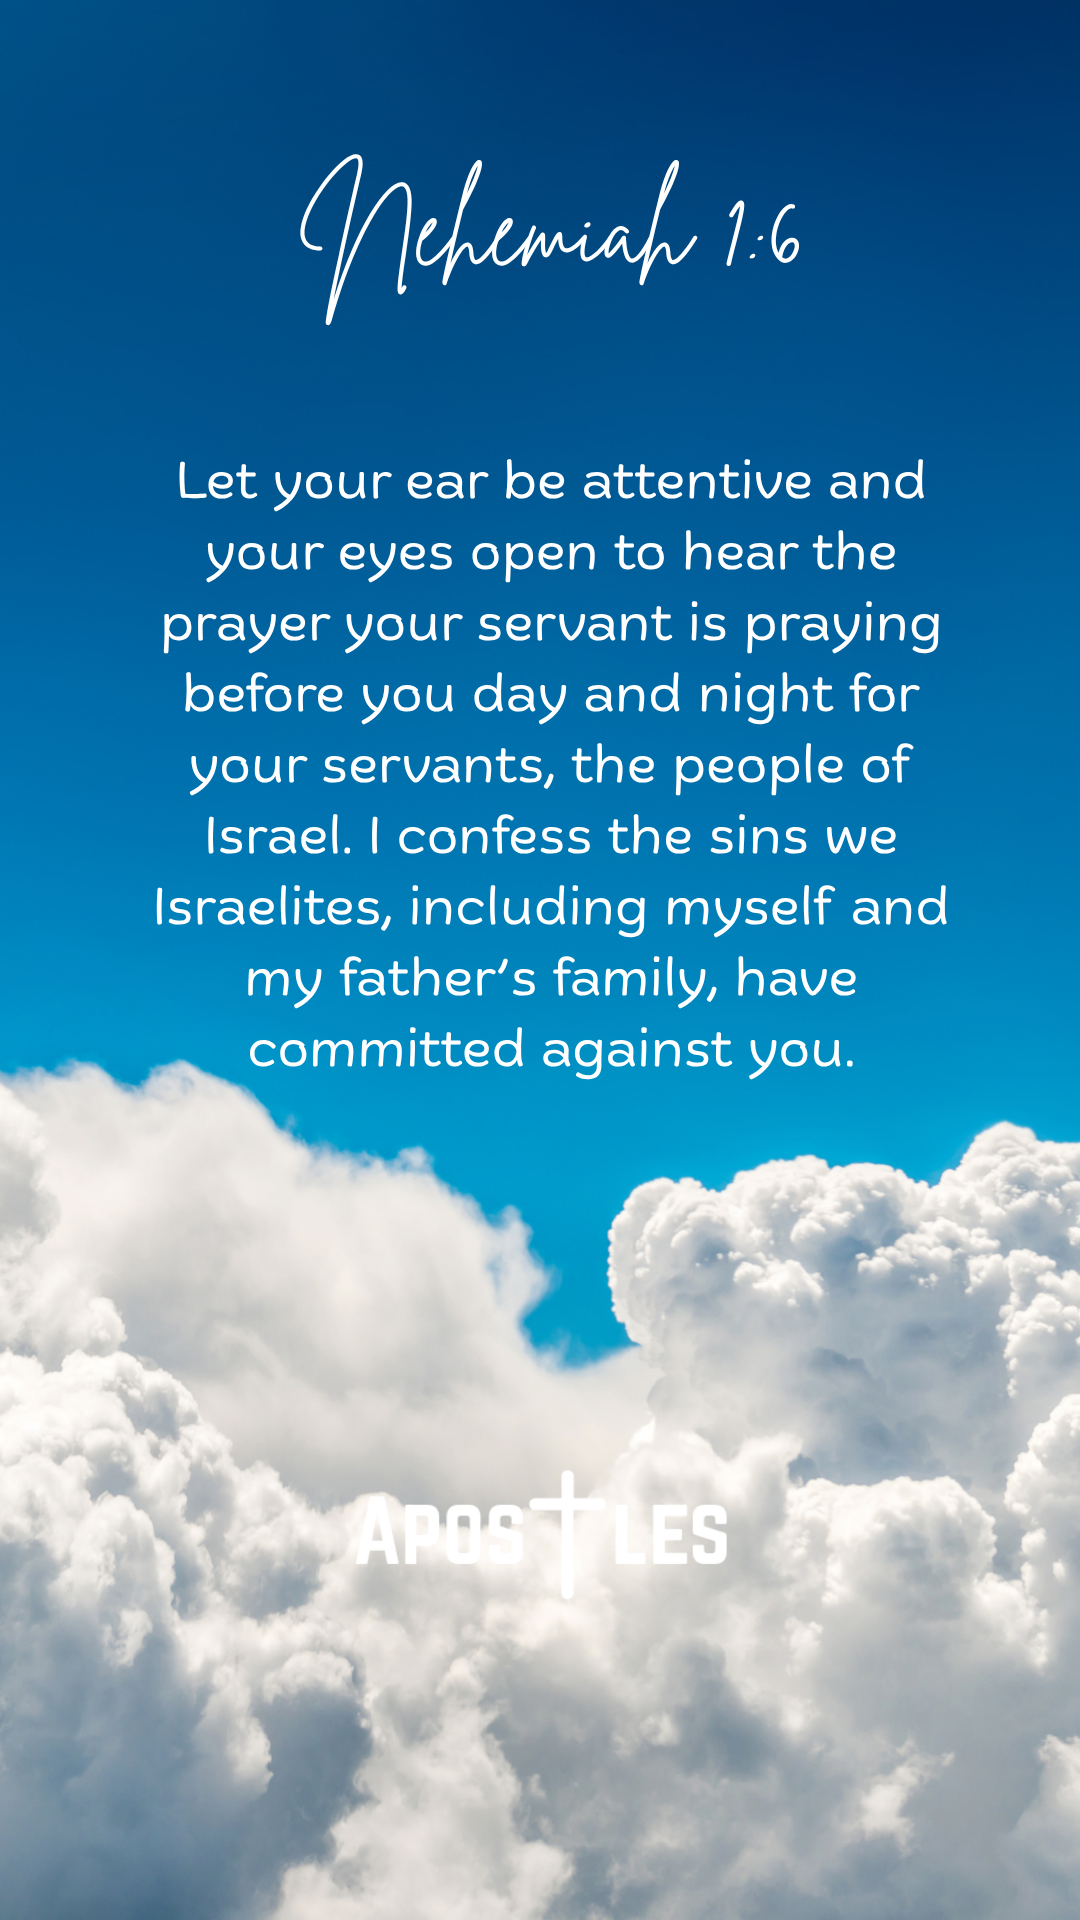 Nehemiah 1:6
Let your ear be attentive and
your eyes open to hear the
prayer your servant is praying
before you day and night for
your servants, the people of
Israel. I confess the sins we
Israelites, including myself and
my father’s family, have
committed against you.
APOSTLES